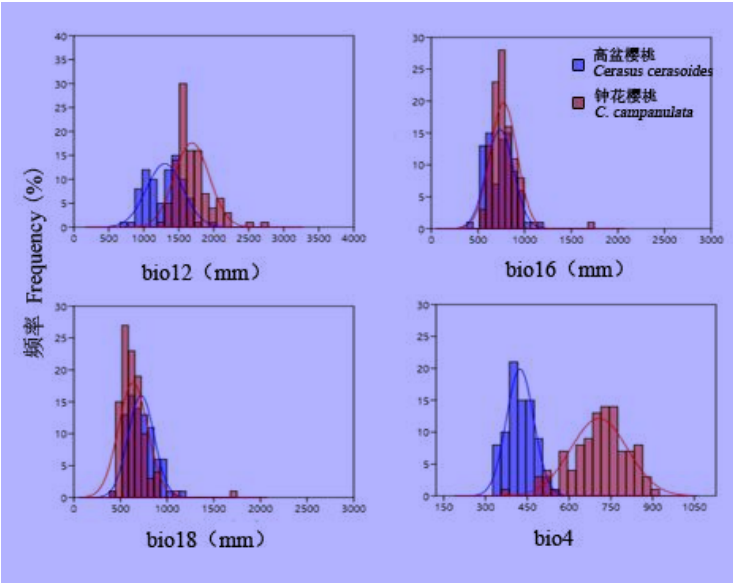 频率 Frequency (%)
40
35
30
25
20
15
10
5
0
0 500 1000 1500 2000 2500 3000 3500 4000
bio12（mm）
30
25
20
15
10
5
0
0 500 1000 1500 2000 2500 3000
bio16（mm）
高盆樱桃
Cerasus cerasoides
钟花樱桃
C. campanulata
30
25
20
15
10
5
0
0 500 1000 1500 2000 2500 3000
bio18（mm）
30
25
20
15
10
5
0
150 300 450 600 750 900 1050
bio4